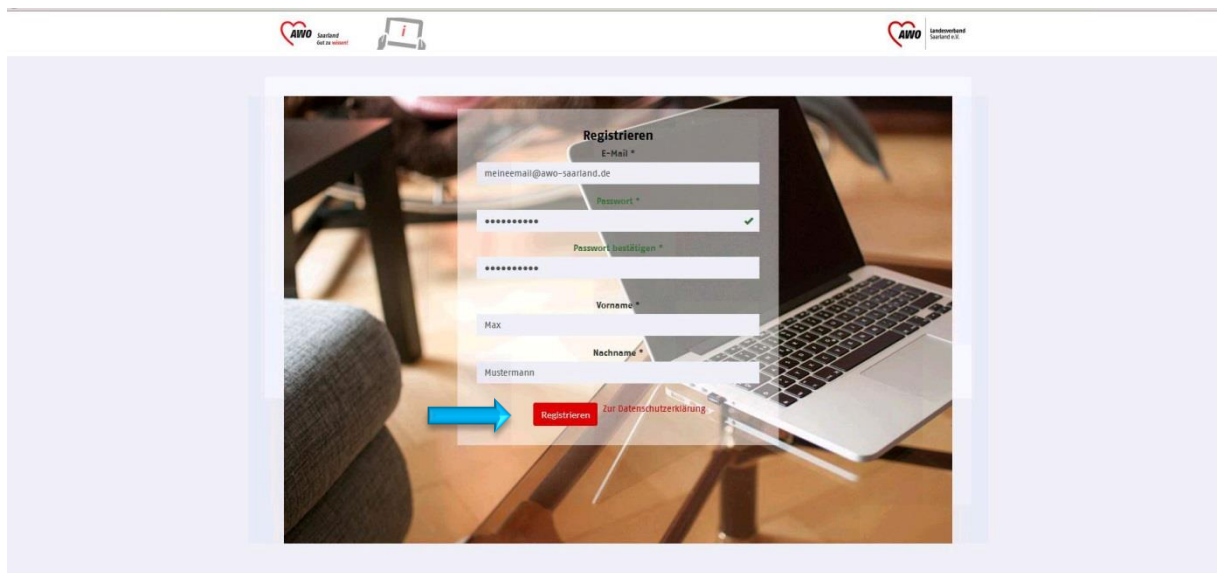 AWO Saarland
Gut zu wissen!
i
AWO Landesverband
Saarland e.V.
Registrieren
E-Mail *
meineemail@awo-saarland.de
Passwort *
••••••••••
Passwort bestätigen *
••••••••••
Vorname *
Max
Nachname *
Mustermann
Registrieren Zur Datenschutzerklärung